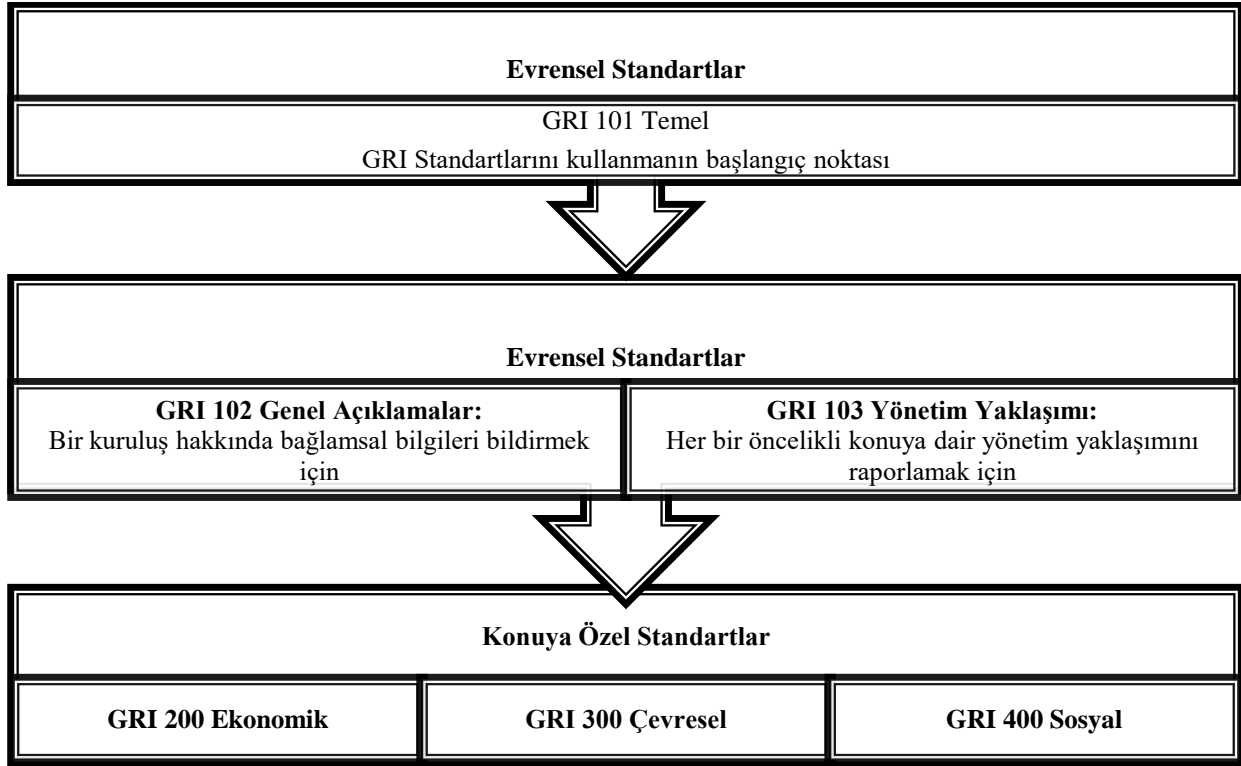 Evrensel Standartlar
GRI 101 Temel
GRI Standartlarını kullanmanın başlangıç noktası
Evrensel Standartlar
GRI 102 Genel Açıklamalar:
Bir kuruluş hakkında bağlamsal bilgileri bildirmek
için
GRI 103 Yönetim Yaklaşımı:
Her bir öncelikli konuya dair yönetim yaklaşımını
raporlamak için
Konuya Özel Standartlar
GRI 200 Ekonomik
GRI 300 Çevresel
GRI 400 Sosyal